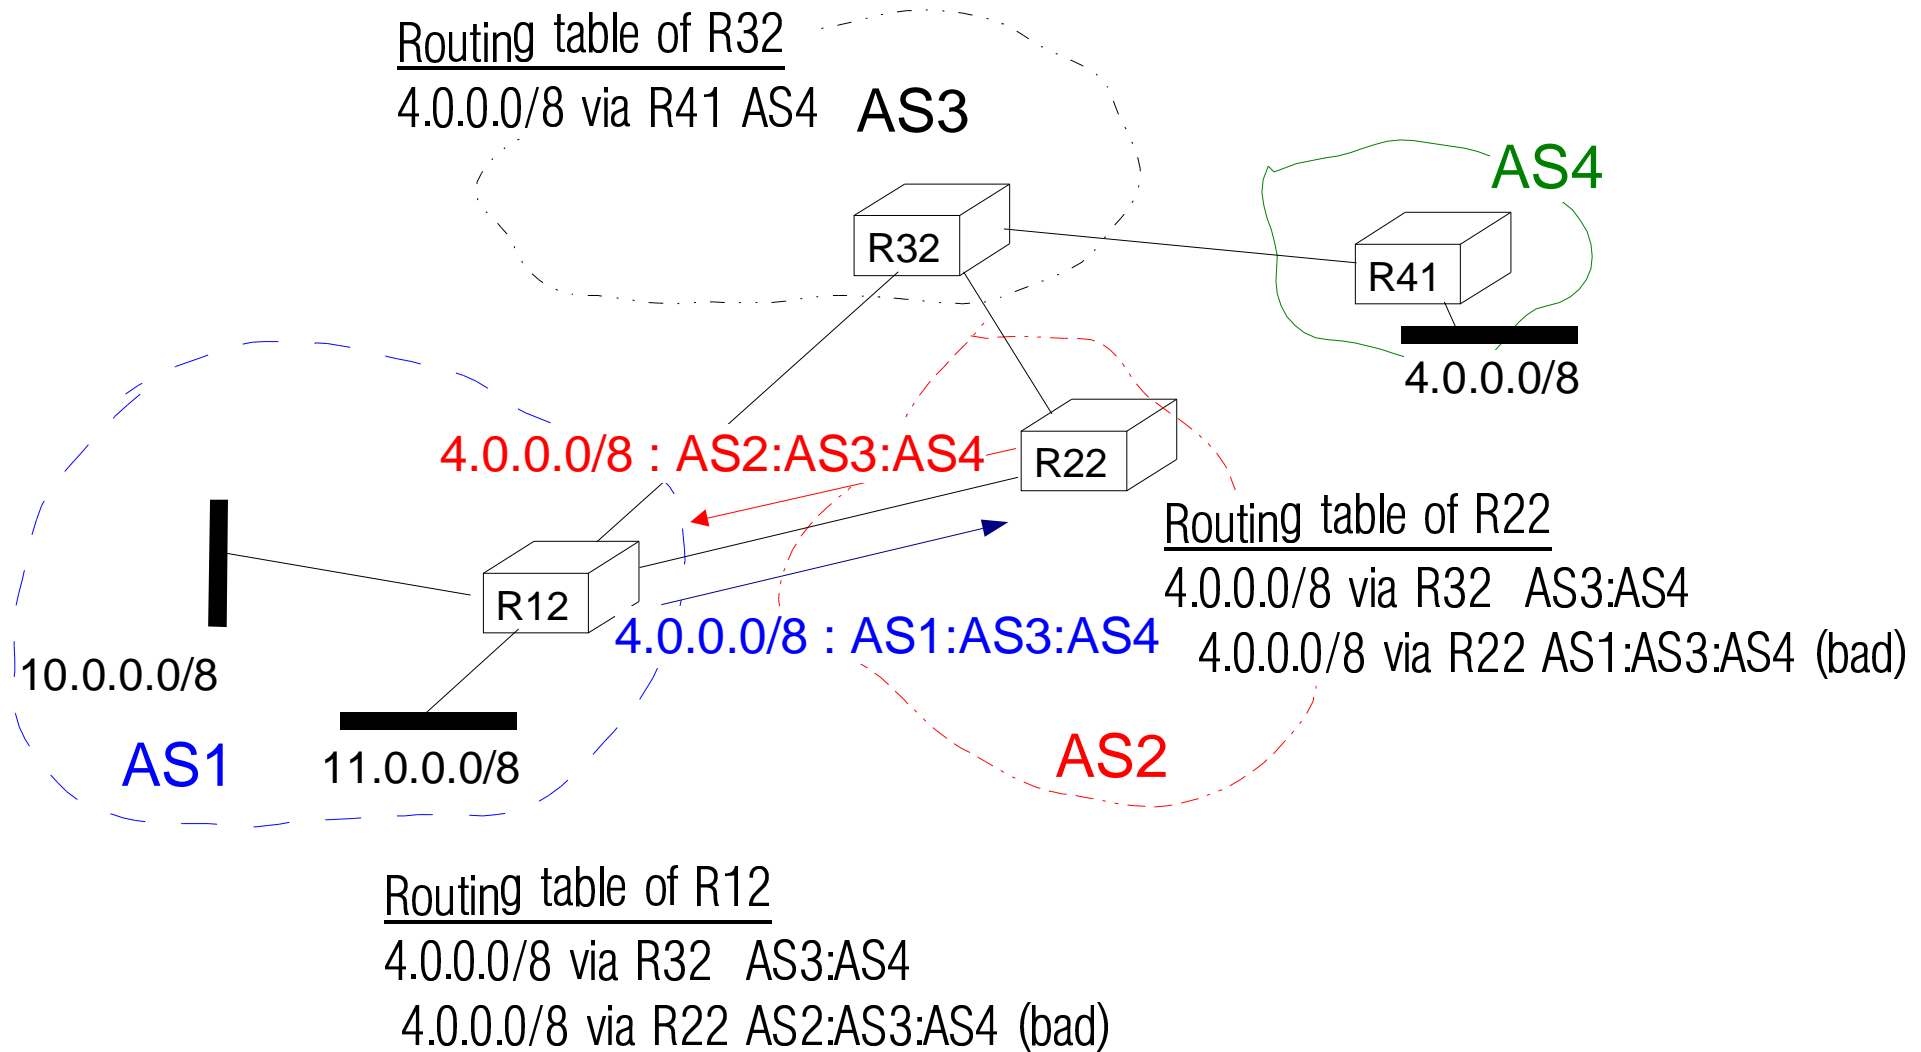 Routing table of R32
4.0.0.0/8 via R41 AS4
AS3
AS4
R32
R41
4.0.0.0/8
4.0.0.0/8 : AS2:AS3:AS4
R22
Routing table of R22
4.0.0.0/8 via R32 AS3:AS4
4.0.0.0/8 via R22 AS1:AS3:AS4 (bad)
R12
4.0.0.0/8 : AS1:AS3:AS4
10.0.0.0/8
AS1
11.0.0.0/8
AS2
Routing table of R12
4.0.0.0/8 via R32 AS3:AS4
4.0.0.0/8 via R22 AS2:AS3:AS4 (bad)